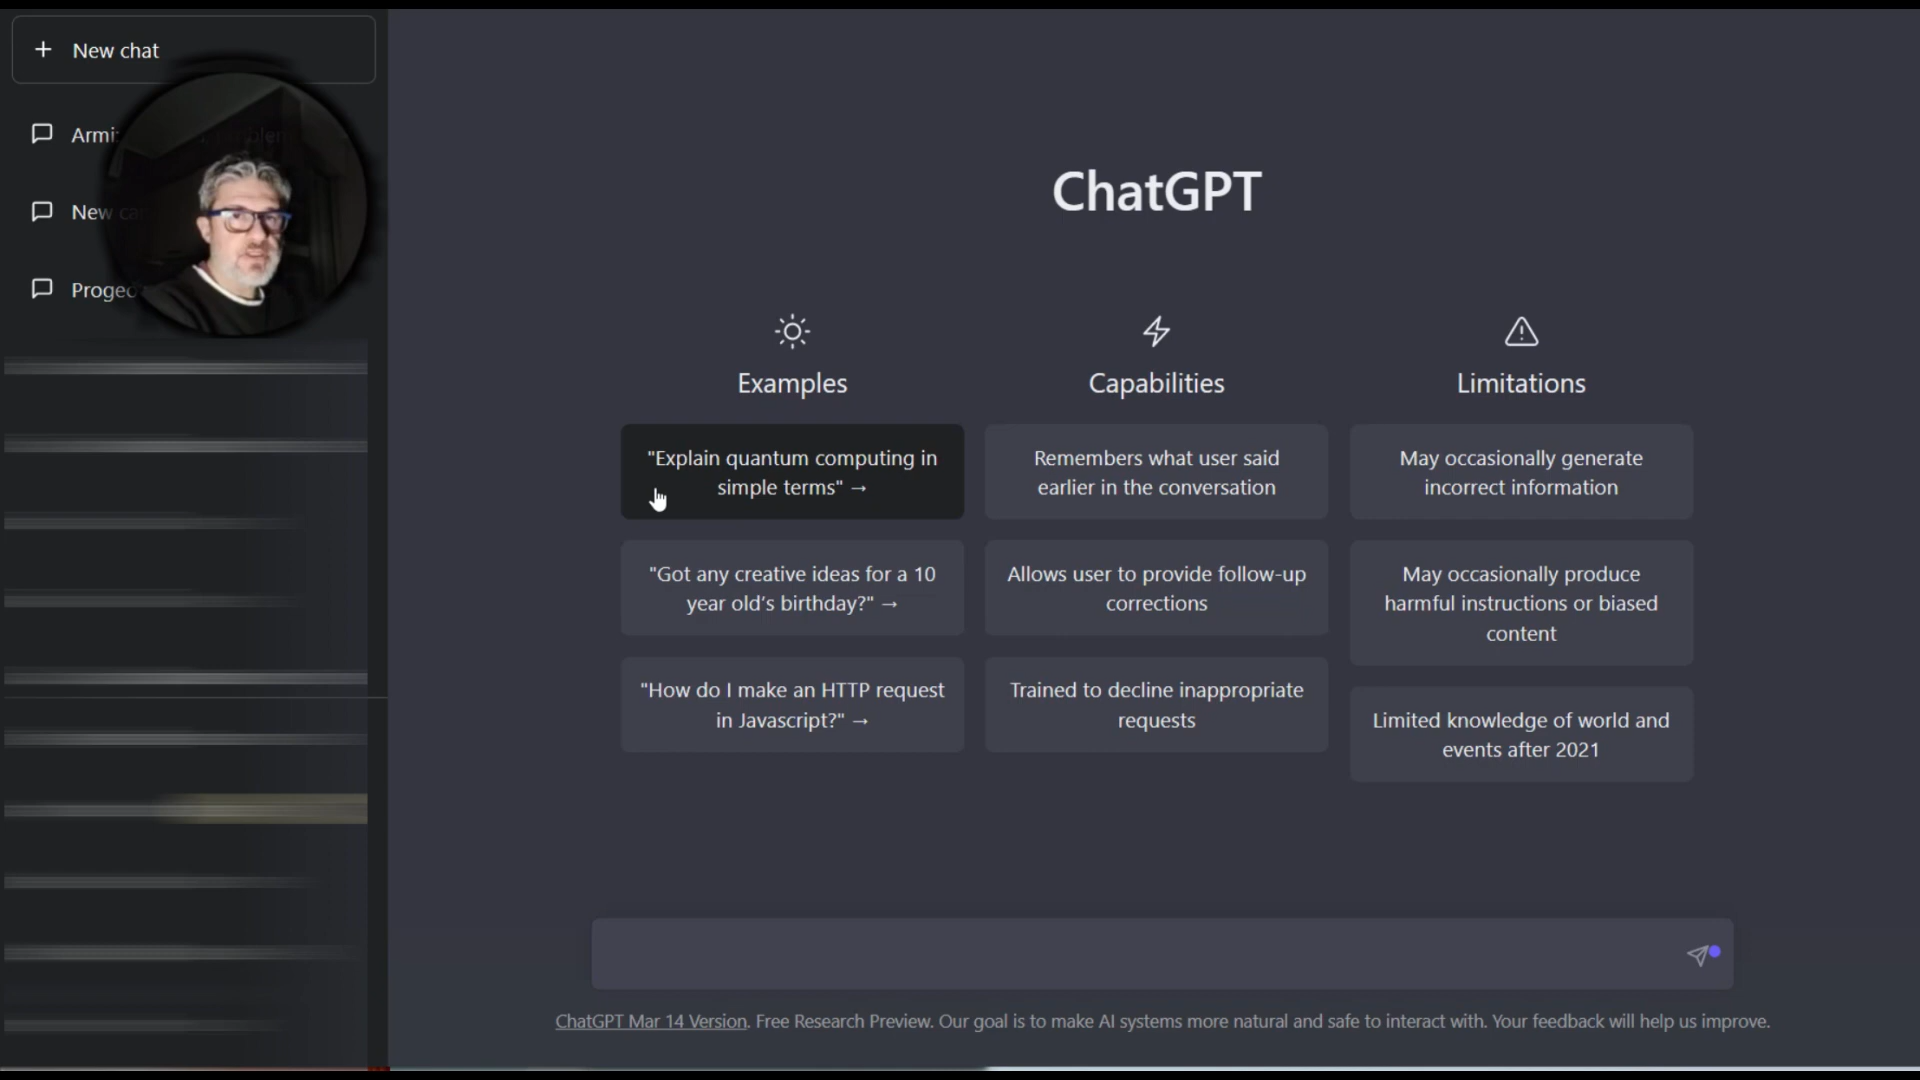 New chat
ChatGPT
Examples
"Explain quantum computing in
simple terms" →
"Got any creative ideas for a 10
year old's birthday?" →
"How do I make an HTTP request
in Javascript?" →
Capabilities
Remembers what user said
earlier in the conversation
Allows user to provide follow-up
corrections
Trained to decline inappropriate
requests
Limitations
May occasionally generate
incorrect information
May occasionally produce
harmful instructions or biased
content
Limited knowledge of world and
events after 2021
ChatGPT Mar 14 Version. Free Research Preview. Our goal is to make AI systems more natural and safe to interact with. Your feedback will help us improve.